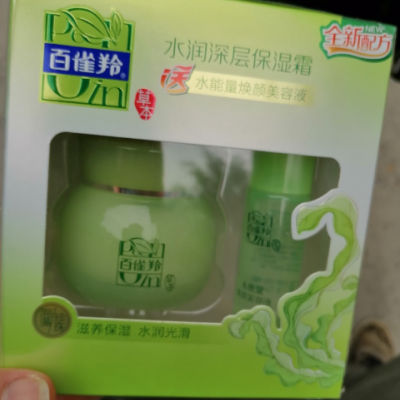 百雀羚
草本
水润深层保湿霜
送 水能量焕颜美容液
NEW
全新配方
百雀羚
滋养保湿 水润光滑